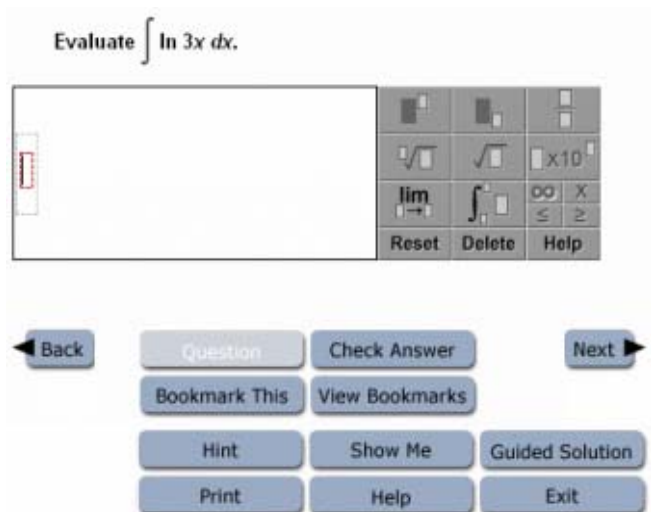 Evaluate ∫ ln 3x dx.
x10
lim
→
∫
∞ x
≤ ≥
Reset Delete Help
Back Question Check Answer Next
Bookmark This View Bookmarks
Hint Show Me Guided Solution
Print Help Exit